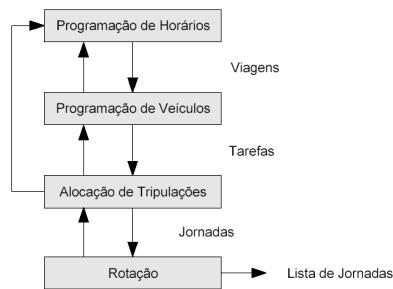 Programação de Horários
Viagens
Programação de Veículos
Tarefas
Alocação de Tripulações
Jornadas
Rotação
Lista de Jornadas